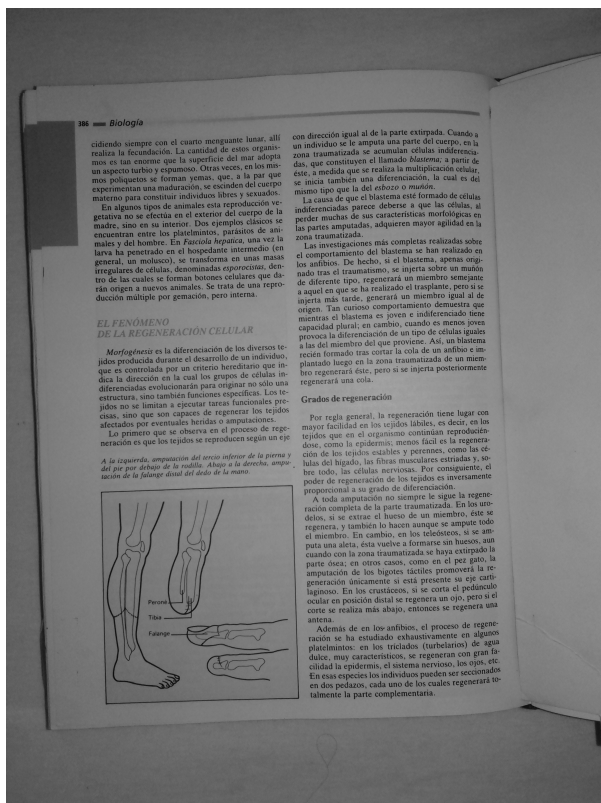 386 Biología
cidiendo siempre con el cuarto menguante lunar, allí
realiza la fecundación. La cantidad de estos organis-
mos es tan enorme que la superficie del mar adopta
un aspecto turbio y espumoso. Otras veces, en los mis-
mos poliquetos se forman yemas, que, a la par que
experimentan una maduración, se escinden del cuerpo
materno para constituir individuos libres y sexuados.
En algunos tipos de animales esta reproducción ve-
getativa no se efectúa en el exterior del cuerpo de la
madre, sino en su interior. Dos ejemplos clásicos se
encuentran entre los platelmintos, parásitos de ani-
males y del hombre. En Fasciola hepatica, una vez la
larva ha penetrado en el hospedante intermedio (en
general, un molusco), se transforma en unas masas
irregulares de células, denominadas esporocistas, den-
tro de las cuales se forman botones celulares que da-
rán origen a nuevos animales. Se trata de una repro-
ducción múltiple por gemación, pero interna.
EL FENÓMENO
DE LA REGENERACIÓN CELULAR
Morfogénesis es la diferenciación de los diversos te-
jidos producida durante el desarrollo de un individuo,
que es controlada por un criterio hereditario que in-
dica la dirección en la cual los grupos de células in-
diferenciadas evolucionarán para originar no sólo una
estructura, sino también funciones específicas. Los te-
jidos no se limitan a ejecutar tareas funcionales pre-
cisas, sino que son capaces de regenerar los tejidos
afectados por eventuales heridas o amputaciones.
Lo primero que se observa en el proceso de rege-
neración es que los tejidos se reproducen según un eje
A la izquierda, amputación del tercio inferior de la pierna y
del pie por debajo de la rodilla. Abajo a la derecha, ampu-
tación de la falange distal del dedo de la mano.
Peroné
Tibia
Falange
con dirección igual al de la parte extirpada. Cuando a
un individuo se le amputa una parte del cuerpo, en la
zona traumatizada se acumulan células indiferencia-
das, que constituyen el llamado blastema; a partir de
éste, a medida que se realiza la multiplicación celular,
se inicia también una diferenciación, la cual es del
mismo tipo que la del esbozo o muñón.
La causa de que el blastema esté formado de células
indiferenciadas parece deberse a que las células, al
perder muchas de sus características morfológicas en
las partes amputadas, adquieren mayor agilidad en la
zona traumatizada.
Las investigaciones más completas realizadas sobre
el comportamiento del blastema se han realizado en
los anfibios. De hecho, si el blastema, apenas origi-
nado tras el traumatismo, se injerta sobre un muñón
de diferente tipo, regenerará un miembro semejante
a aquel en que se ha realizado el trasplante, pero si se
injerta más tarde, generará un miembro igual al de
origen. Tan curioso comportamiento demuestra que
mientras el blastema es joven e indiferenciado tiene
capacidad plural; en cambio, cuando es menos joven
provoca la diferenciación de un tipo de células iguales
a las del miembro del que proviene. Así, un blastema
recién formado tras cortar la cola de un anfibio e im-
plantado luego en la zona traumatizada de un miem-
bro regenerará éste, pero si se injerta posteriormente
regenerará una cola.
Grados de regeneración
Por regla general, la regeneración tiene lugar con
mayor facilidad en los tejidos lábiles, es decir, en los
tejidos que en el organismo continúan reproducién-
dose, como la epidermis; menos fácil es la regenera-
ción de los tejidos estables y perennes, como las cé-
lulas del hígado, las fibras musculares estriadas y, so-
bre todo, las células nerviosas. Por consiguiente, el
poder de regeneración de los tejidos es inversamente
proporcional a su grado de diferenciación.
A toda amputación no siempre le sigue la regene-
ración completa de la parte traumatizada. En los uro-
delos, si se extrae el hueso de un miembro, éste se
regenera, y también lo hacen aunque se ampute todo
el miembro. En cambio, en los teleósteos, si se am-
puta una aleta, ésta vuelve a formarse sin huesos, aun
cuando con la zona traumatizada se haya extirpado la
parte ósea; en otros casos, como en el pez gato, la
amputación de los bigotes táctiles promoverá la re-
generación únicamente si está presente su eje carti-
laginoso. En los crustáceos, si se corta el pedúnculo
ocular en posición distal se regenera un ojo, pero si el
corte se realiza más abajo, entonces se regenera una
antena.
Además de en los anfibios, el proceso de regene-
ración se ha estudiado exhaustivamente en algunos
platelmintos: en los tricladios (turbelarios) de agua
dulce, muy característicos, se regeneran con gran fa-
cilidad la epidermis, el sistema nervioso, los ojos, etc.
En esas especies los individuos pueden ser seccionados
en dos pedazos, cada uno de los cuales regenerará to-
talmente la parte complementaria.